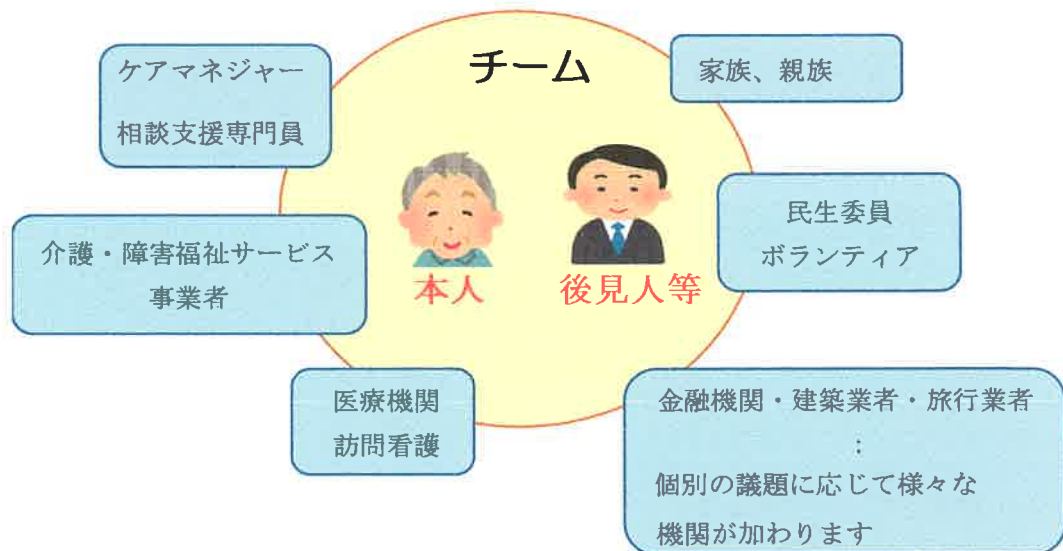 チーム
ケアマネジャー
相談支援専門員
家族、親族
介護・障害福祉サービス
事業者
民生委員
ボランティア
本人
後見人等
医療機関
訪問看護
金融機関・建築業者・旅行業者
:
個別の議題に応じて様々な
機関が加わります